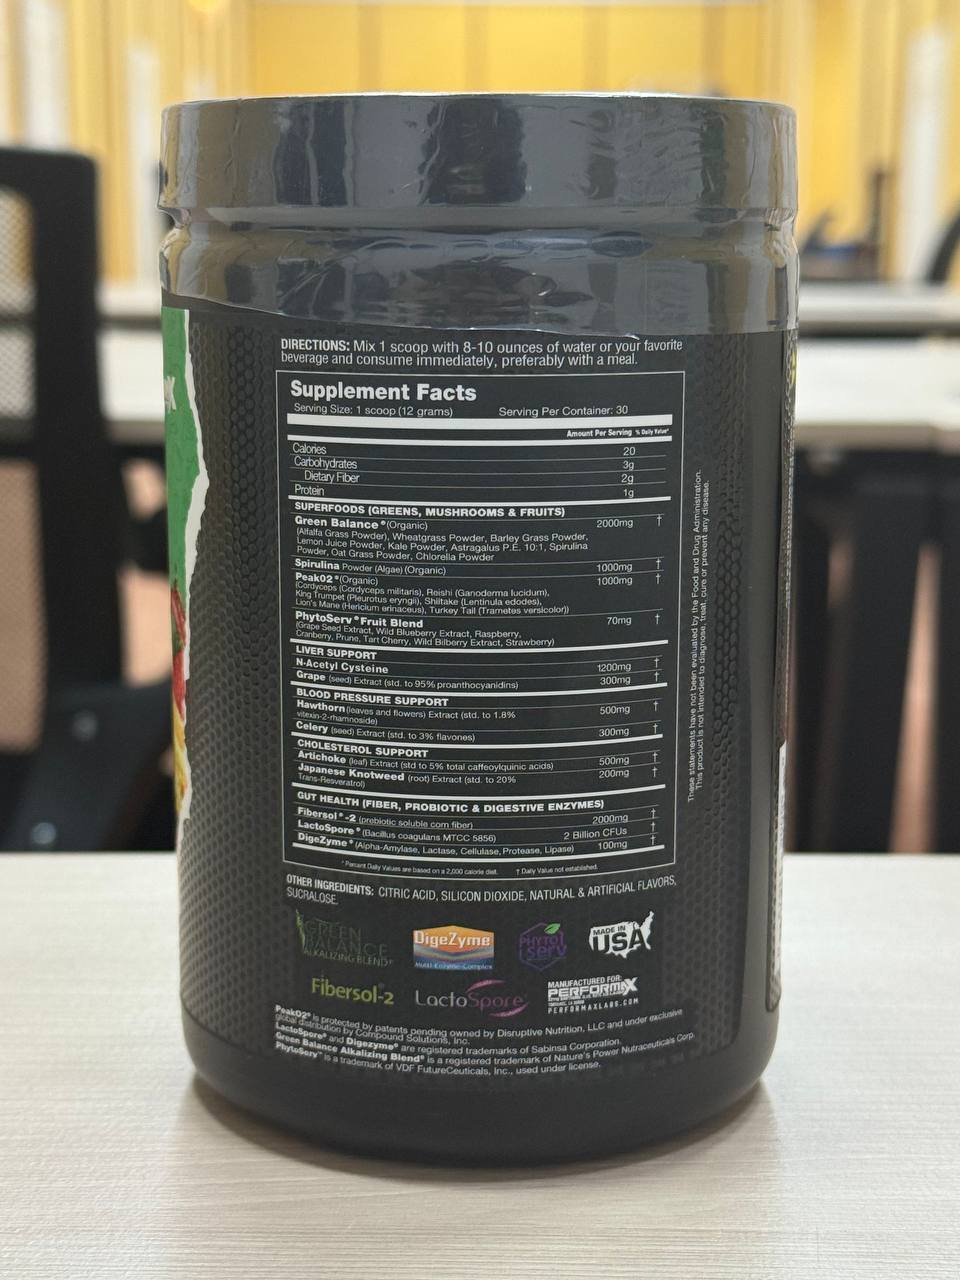 DIRECTIONS: Mix 1 scoop with 8-10 ounces of water or your favorite
beverage and consume immediately, preferably with a meal.
Supplement Facts
Serving Size: 1 scoop (12 grams) Serving Per Container: 30
Amount Per Serving % Daily Value*
Calories 20
Carbohydrates 3g
Dietary Fiber 2g
Protein 1g
SUPERFOODS (GREENS, MUSHROOMS & FRUITS)
Green Balance® (Organic) 2000mg †
(Alfalfa Grass Powder), Wheatgrass Powder, Barley Grass Powder,
Lemon Juice Powder, Kale Powder, Astragalus P.E. 10:1, Spirulina
Powder, Oat Grass Powder, Chlorella Powder
Spirulina Powder (Algae) (Organic) 1000mg †
Peak02® (Organic) 1000mg †
(Cordyceps (Cordyceps militaris), Reishi (Ganoderma lucidum),
King Trumpet (Pleurotus eryngii), Shiitake (Lentinula edodes),
Lion's Mane (Hericium erinaceus), Turkey Tail (Trametes versicolor))
PhytoServ® Fruit Blend 70mg †
(Grape Seed Extract, Wild Blueberry Extract, Raspberry,
Cranberry, Prune, Tart Cherry, Wild Bilberry Extract, Strawberry)
LIVER SUPPORT
N-Acetyl Cysteine 1200mg †
Grape (seed) Extract (std. to 95% proanthocyanidins) 300mg †
BLOOD PRESSURE SUPPORT
Hawthorn (leaves and flowers) Extract (std. to 1.8% 500mg †
vitexin-2-rhamnoside)
Celery (seed) Extract (std. to 3% flavones) 300mg †
CHOLESTEROL SUPPORT
Artichoke (leaf) Extract (std to 5% total caffeoylquinic acids) 500mg †
Japanese Knotweed (root) Extract (std. to 20% 200mg †
Trans-Resveratrol)
GUT HEALTH (FIBER, PROBIOTIC & DIGESTIVE ENZYMES)
Fibersol®-2 (prebiotic soluble corn fiber) 2000mg †
LactoSpore® (Bacillus coagulans MTCC 5856) 2 Billion CFUs †
DigeZyme® (Alpha-Amylase, Lactase, Cellulase, Protease, Lipase) 100mg †
* Percent Daily Values are based on a 2,000 calorie diet. † Daily Value not established.
These statements have not been evaluated by the Food and Drug Administration.
This product is not intended to diagnose, treat, cure or prevent any disease.
OTHER INGREDIENTS: CITRIC ACID, SILICON DIOXIDE, NATURAL & ARTIFICIAL FLAVORS,
SUCRALOSE.
GREEN
BALANCE
ALKALIZING BLEND
DigeZyme
Multi-Enzyme-Complex
PHYTO
serv
MADE IN
USA
Fibersol®-2
LactoSpore
MANUFACTURED FOR:
PERFORMAX
PERFORMAXLABS.COM
Peak02® is protected by patents pending owned by Disruptive Nutrition, LLC and under exclusive
global distribution by Compound Solutions, Inc.
LactoSpore® and Digezyme® are registered trademarks of Sabinsa Corporation.
Green Balance Alkalizing Blend® is a registered trademark of Nature's Power Nutraceuticals Corp.
PhytoServ™ is a trademark of VDF FutureCeuticals, Inc., used under license.